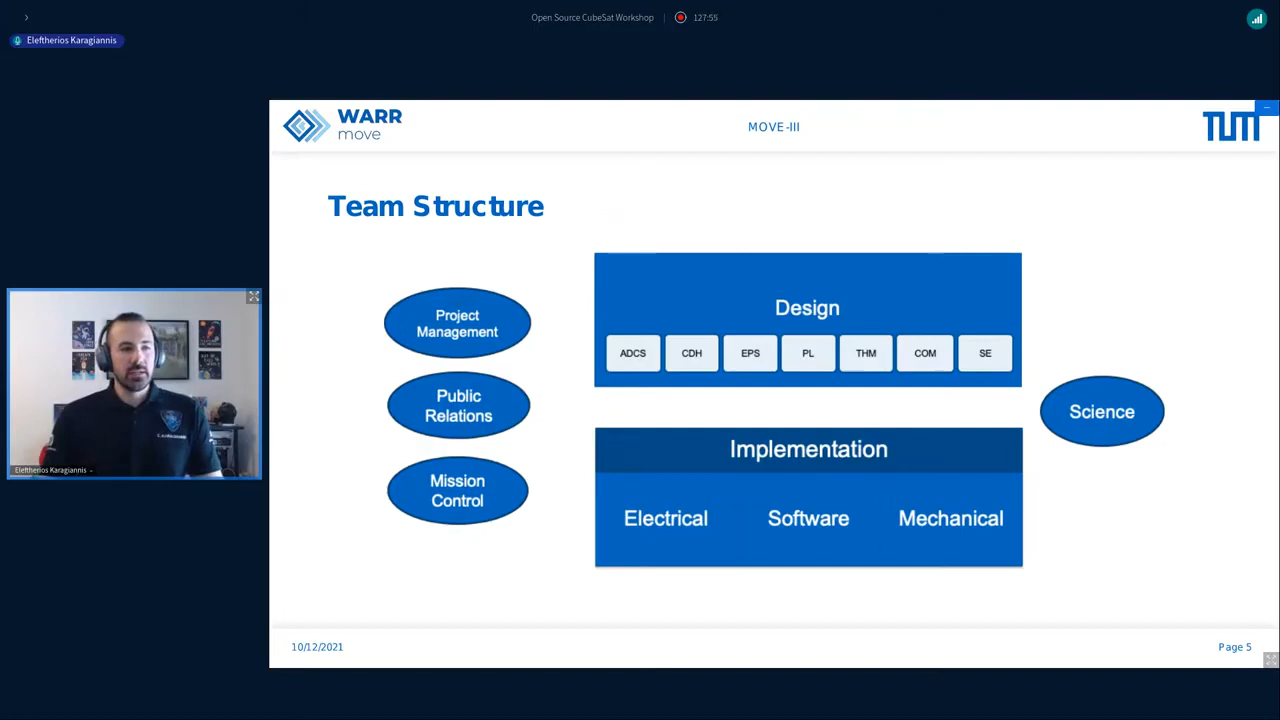 Open Source CubeSat Workshop
127:55
Eleftherios Karagiannis
WARR
move
MOVE-III
TUM
Team Structure
Project
Management
Public
Relations
Mission
Control
Design
ADCS CDH EPS PL THM COM SE
Implementation
Electrical Software Mechanical
Science
Eleftherios Karagiannis
10/12/2021
Page 5